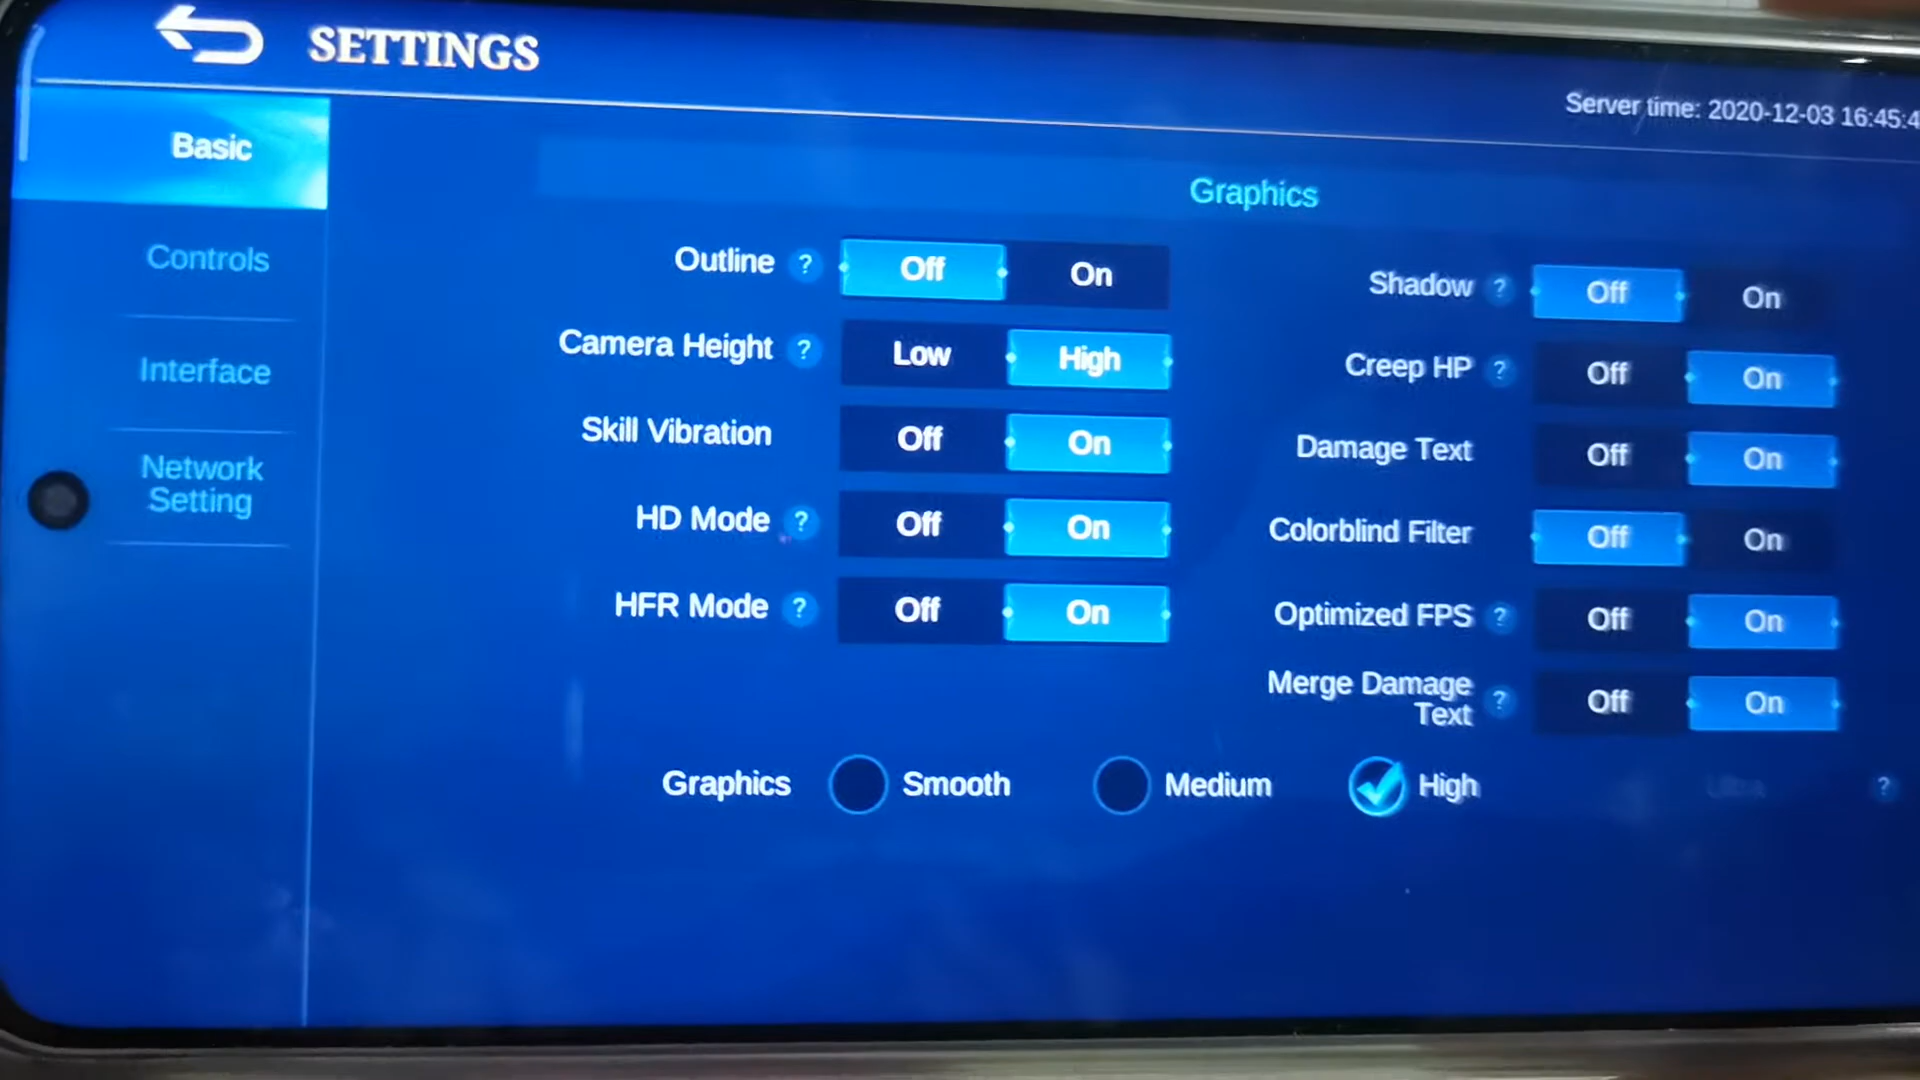 SETTINGS
Server time: 2020-12-03 16:45:4
Basic
Controls
Interface
Network
Setting
Graphics
Outline ? Off On
Camera Height ? Low High
Skill Vibration Off On
HD Mode ? Off On
HFR Mode ? Off On
Shadow ? Off On
Creep HP ? Off On
Damage Text Off On
Colorblind Filter Off On
Optimized FPS ? Off On
Merge Damage
Text ? Off On
Graphics Smooth Medium High Ultra ?